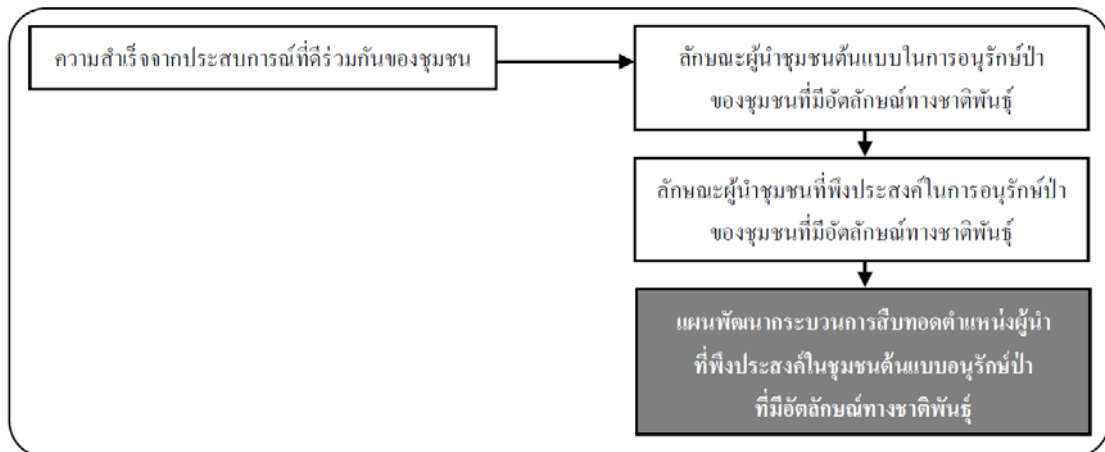 ความสำเร็จจากประสบการณ์ที่ดีร่วมกันของชุมชน
ลักษณะผู้นำชุมชนต้นแบบในการอนุรักษ์ป่า
ของชุมชนที่มีอัตลักษณ์ทางชาติพันธุ์
ลักษณะผู้นำชุมชนที่พึงประสงค์ในการอนุรักษ์ป่า
ของชุมชนที่มีอัตลักษณ์ทางชาติพันธุ์
แผนพัฒนากระบวนการสืบทอดตำแหน่งผู้นำ
ที่พึงประสงค์ในชุมชนต้นแบบอนุรักษ์ป่า
ที่มีอัตลักษณ์ทางชาติพันธุ์